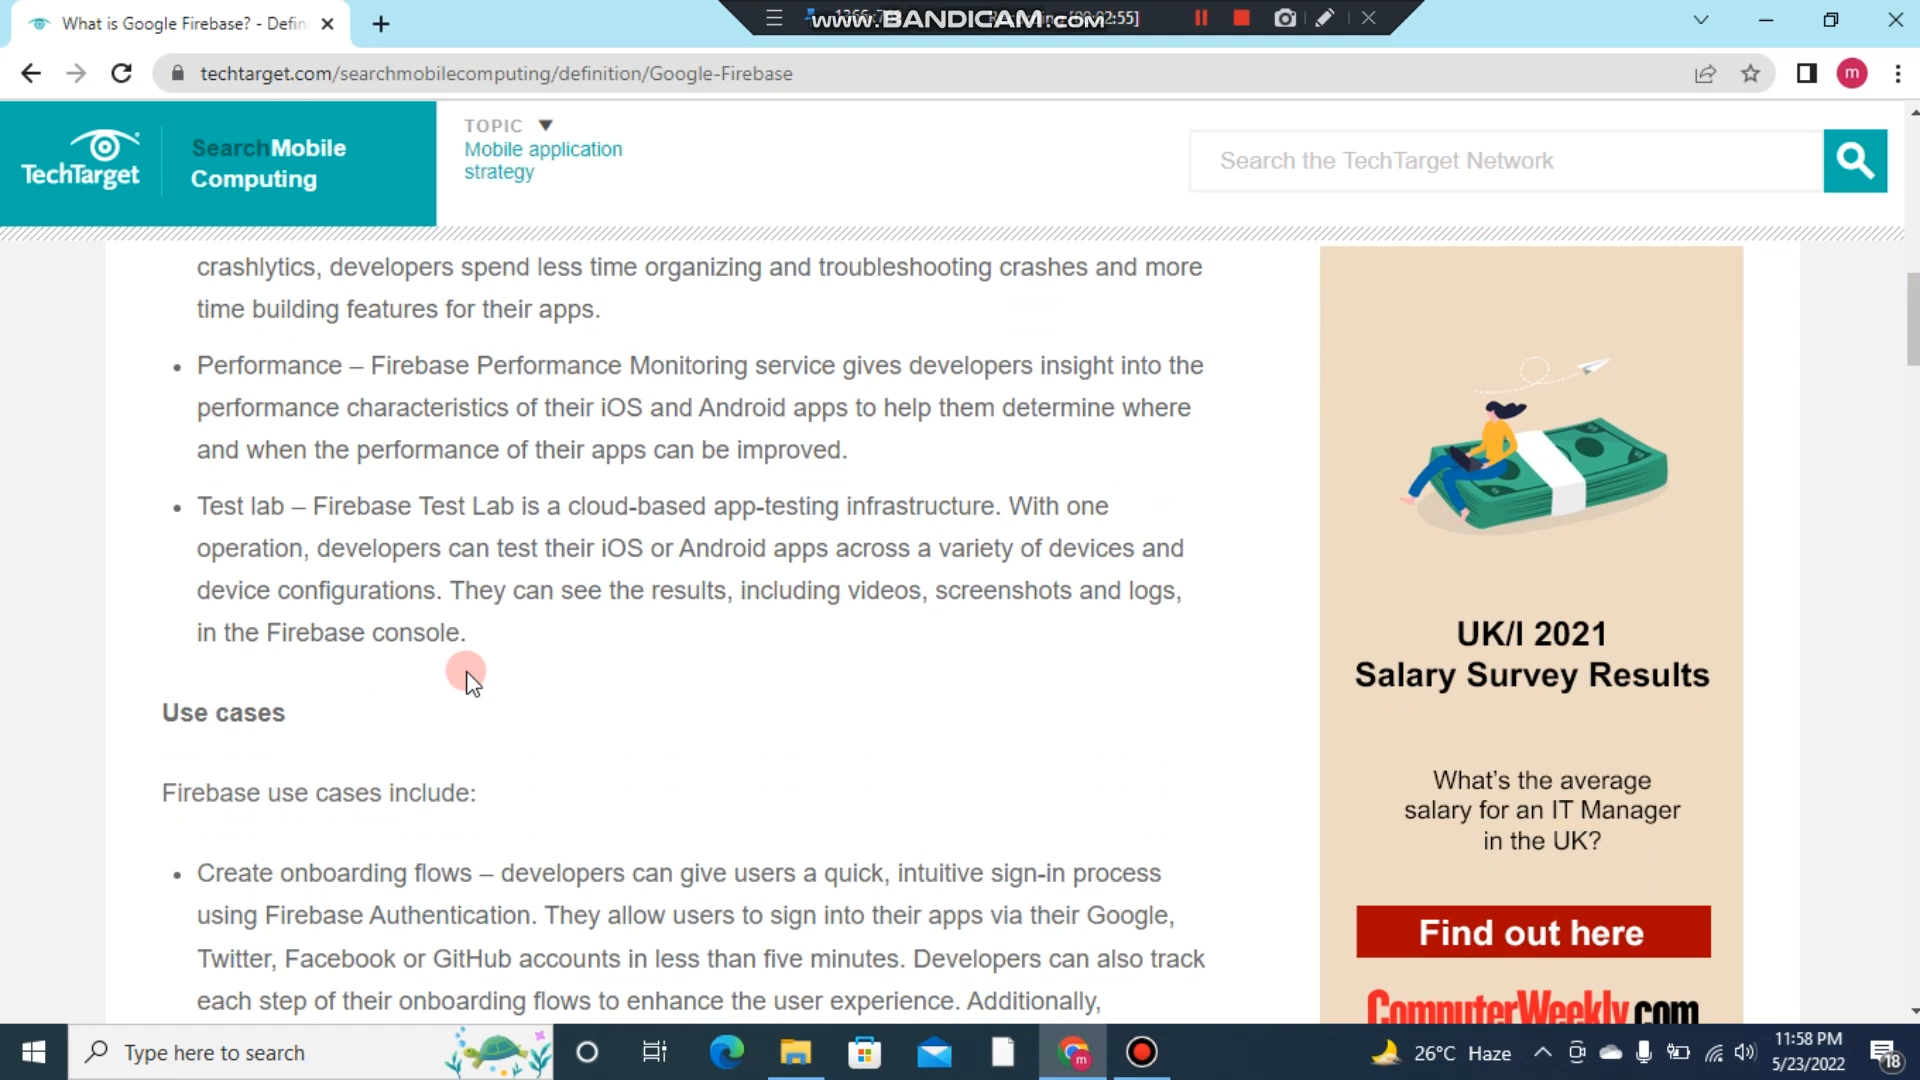 What is Google Firebase? - Defin
www.BANDICAM.com
:2:55]
techtarget.com/searchmobilecomputing/definition/Google-Firebase
m
TechTarget
SearchMobile
Computing
TOPIC
Mobile application
strategy
Search the TechTarget Network
crashlytics, developers spend less time organizing and troubleshooting crashes and more
time building features for their apps.
• Performance – Firebase Performance Monitoring service gives developers insight into the
performance characteristics of their iOS and Android apps to help them determine where
and when the performance of their apps can be improved.
• Test lab – Firebase Test Lab is a cloud-based app-testing infrastructure. With one
operation, developers can test their iOS or Android apps across a variety of devices and
device configurations. They can see the results, including videos, screenshots and logs,
in the Firebase console.
Use cases
Firebase use cases include:
• Create onboarding flows – developers can give users a quick, intuitive sign-in process
using Firebase Authentication. They allow users to sign into their apps via their Google,
Twitter, Facebook or GitHub accounts in less than five minutes. Developers can also track
each step of their onboarding flows to enhance the user experience. Additionally,
UK/I 2021
Salary Survey Results
What's the average
salary for an IT Manager
in the UK?
Find out here
ComputerWeekly.com
Type here to search
m
26°C Haze
11:58 PM
5/23/2022
18